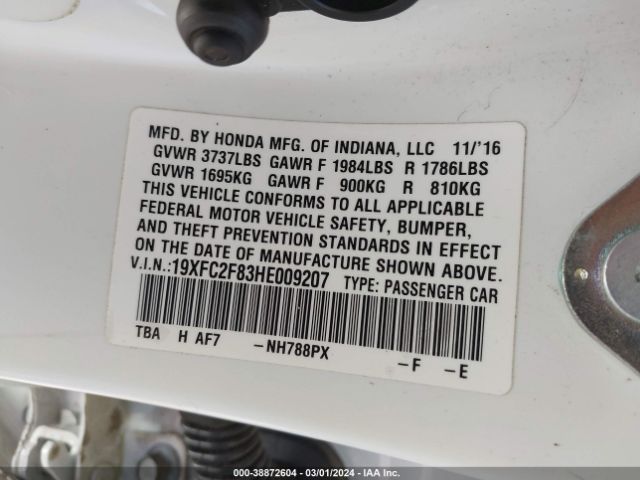 MFD. BY HONDA MFG. OF INDIANA, LLC 11/'16
GVWR 3737LBS GAWR F 1984LBS R 1786LBS
GVWR 1695KG GAWR F 900KG R 810KG
THIS VEHICLE CONFORMS TO ALL APPLICABLE
FEDERAL MOTOR VEHICLE SAFETY, BUMPER,
AND THEFT PREVENTION STANDARDS IN EFFECT
ON THE DATE OF MANUFACTURE SHOWN ABOVE.
V.I.N.:19XFC2F83HE009207 TYPE: PASSENGER CAR
TBA H AF7 -NH788PX -F -E
000-38872604 - 03/01/2024 - IAA Inc.